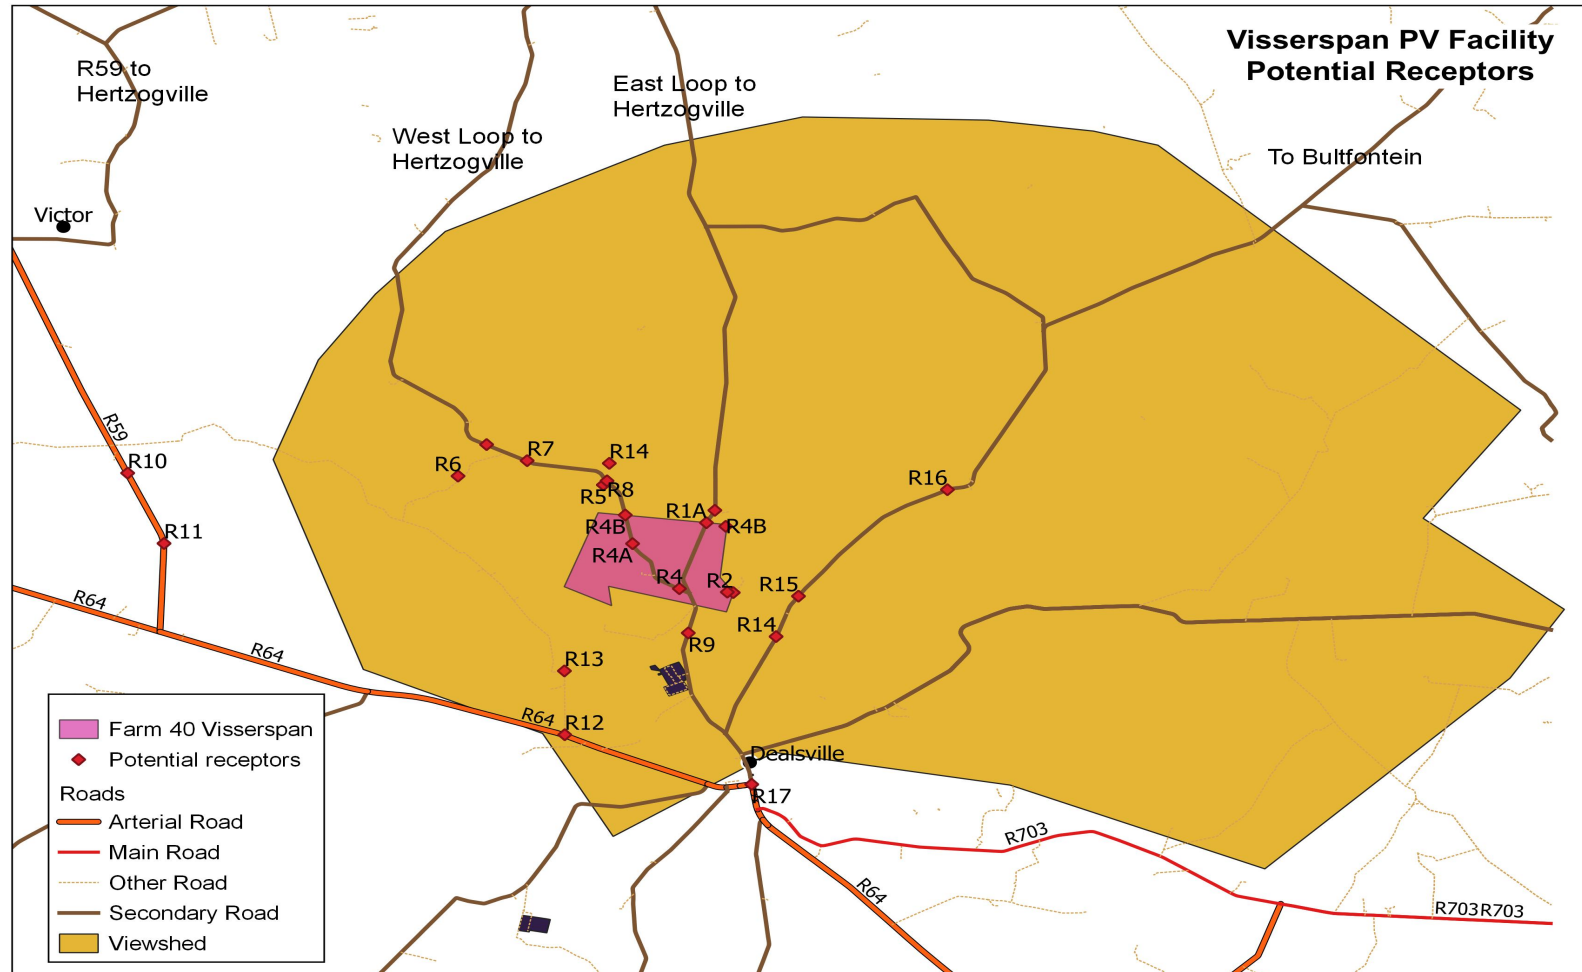 Visserspan PV Facility
Potential Receptors
R59 to
Hertzogville
East Loop to
Hertzogville
West Loop to
Hertzogville
To Bultfontein
Victor
R59
R10
R11
R6
R7
R14
R5
R8
R16
R1A
R4B
R4B
R4A
R4
R2
R15
R14
R9
R13
R12
R64
R64
R64
Dealsville
R17
R703
R64
R703
R703
Farm 40 Visserspan
Potential receptors
Roads
Arterial Road
Main Road
Other Road
Secondary Road
Viewshed